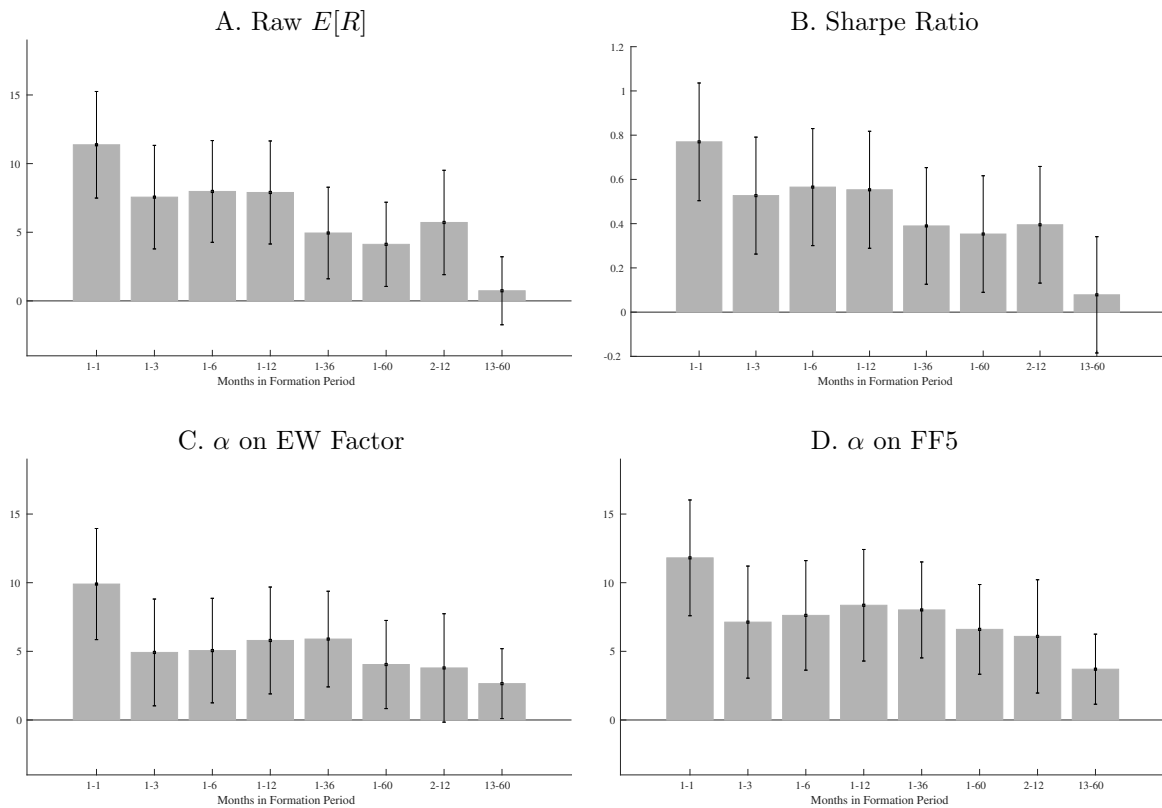 A. Raw E[R]
15
10
5
0
1-1 1-3 1-6 1-12 1-36 1-60 2-12 13-60
Months in Formation Period
B. Sharpe Ratio
1.2
1
0.8
0.6
0.4
0.2
0
-0.2
1-1 1-3 1-6 1-12 1-36 1-60 2-12 13-60
Months in Formation Period
C. α on EW Factor
15
10
5
0
1-1 1-3 1-6 1-12 1-36 1-60 2-12 13-60
Months in Formation Period
D. α on FF5
15
10
5
0
1-1 1-3 1-6 1-12 1-36 1-60 2-12 13-60
Months in Formation Period